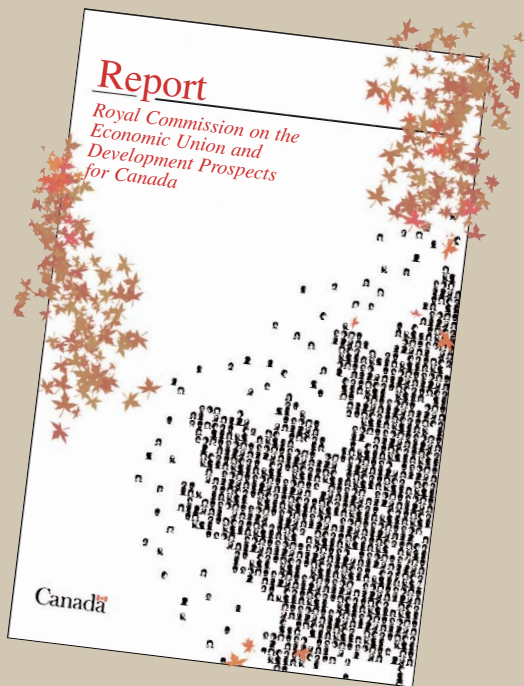 Report
Royal Commission on the
Economic Union and
Development Prospects
for Canada
Canada